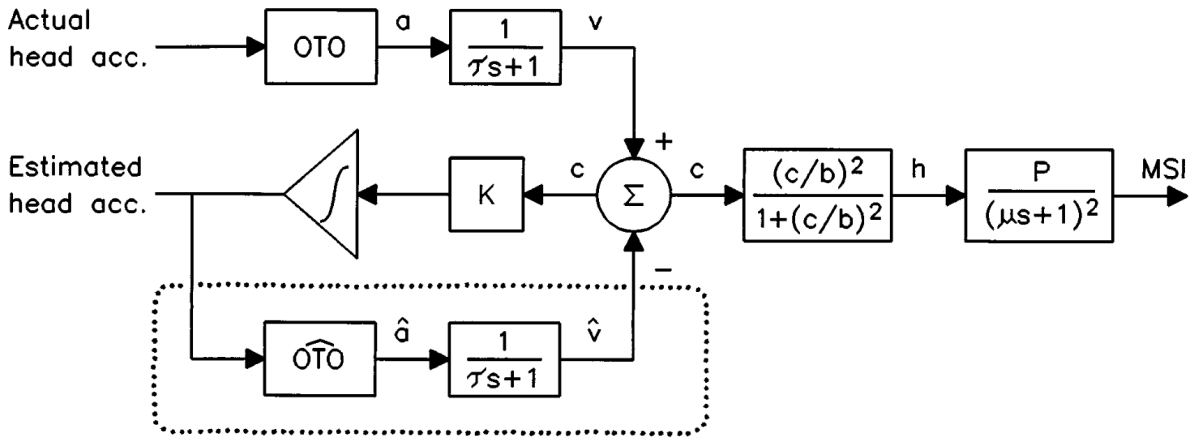 Actual
head acc.
OTO
a
1
τs+1
v
+
Estimated
head acc.
∫
K
c
Σ
c
(c/b)²
1+(c/b)²
h
P
(μs+1)²
MSI
−
OTO^
â
1
τs+1
v̂